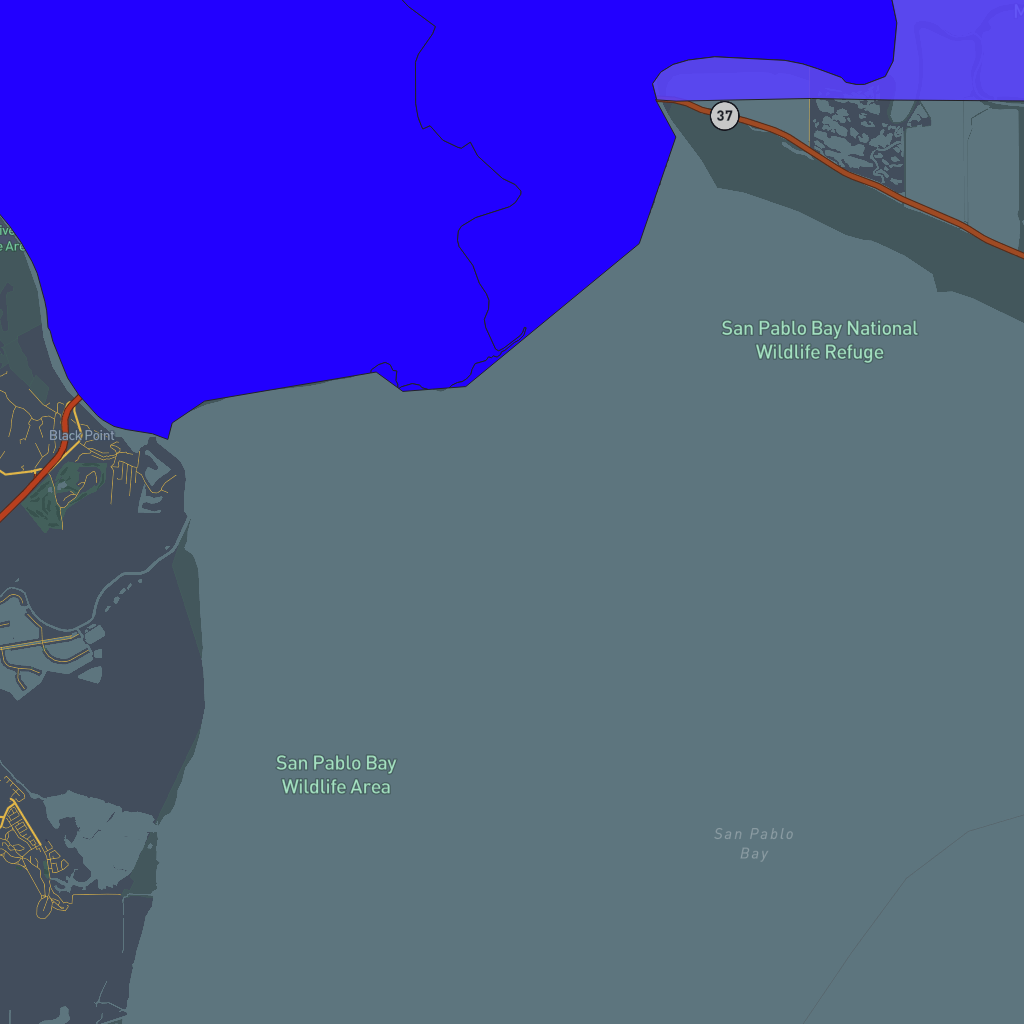 37
San Pablo Bay National
Wildlife Refuge
Black Point
San Pablo Bay
Wildlife Area
San Pablo
Bay